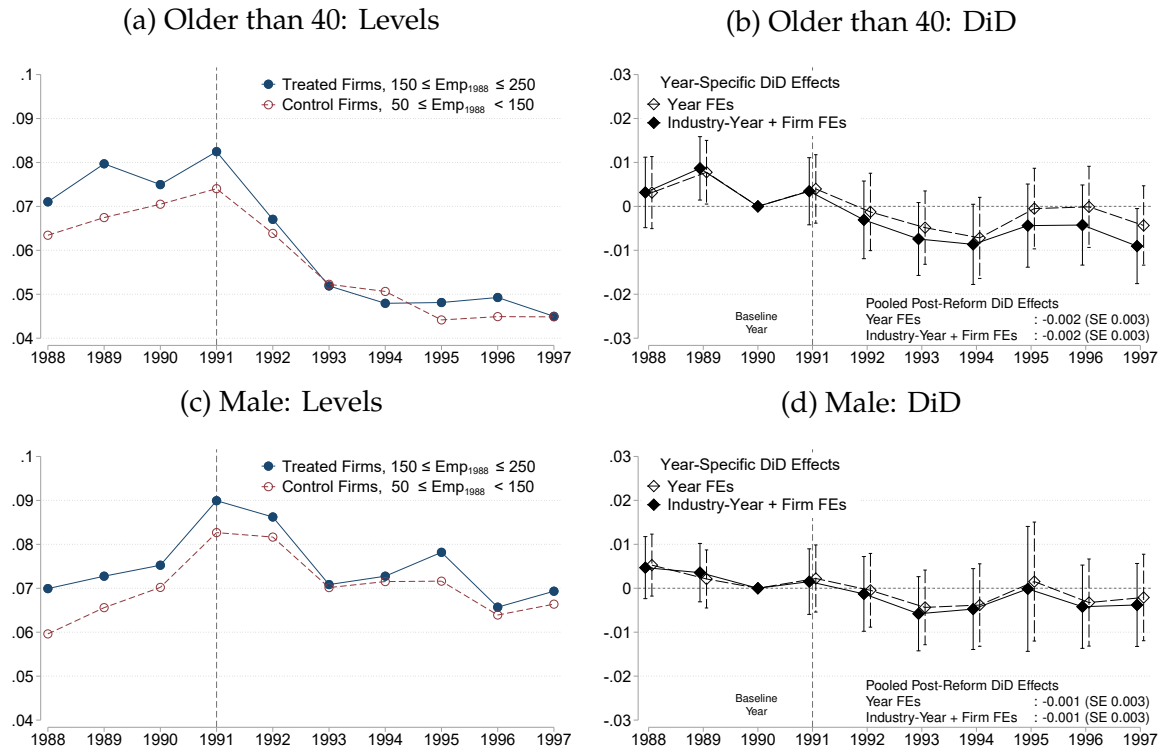 (a) Older than 40: Levels
.1
.09
.08
.07
.06
.05
.04
1988 1989 1990 1991 1992 1993 1994 1995 1996 1997
Treated Firms, 150 ≤ Emp₁₉₈₈ ≤ 250
Control Firms, 50 ≤ Emp₁₉₈₈ < 150
(b) Older than 40: DiD
.03
.02
.01
0
-.01
-.02
-.03
1988 1989 1990 1991 1992 1993 1994 1995 1996 1997
Year-Specific DiD Effects
Year FEs
Industry-Year + Firm FEs
Baseline
Year
Pooled Post-Reform DiD Effects
Year FEs : -0.002 (SE 0.003)
Industry-Year + Firm FEs : -0.002 (SE 0.003)
(c) Male: Levels
.1
.09
.08
.07
.06
.05
.04
1988 1989 1990 1991 1992 1993 1994 1995 1996 1997
Treated Firms, 150 ≤ Emp₁₉₈₈ ≤ 250
Control Firms, 50 ≤ Emp₁₉₈₈ < 150
(d) Male: DiD
.03
.02
.01
0
-.01
-.02
-.03
1988 1989 1990 1991 1992 1993 1994 1995 1996 1997
Year-Specific DiD Effects
Year FEs
Industry-Year + Firm FEs
Baseline
Year
Pooled Post-Reform DiD Effects
Year FEs : -0.001 (SE 0.003)
Industry-Year + Firm FEs : -0.001 (SE 0.003)